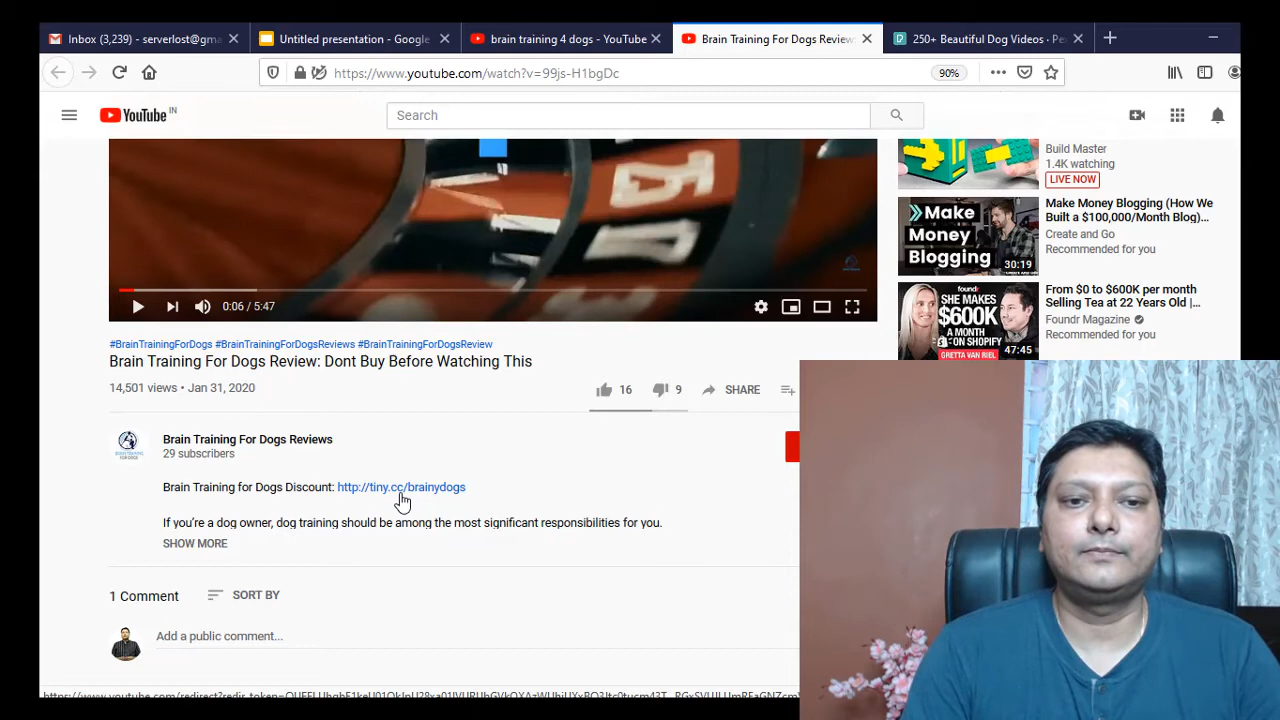 Inbox (3,239) - serverlost@gma
Untitled presentation - Google
brain training 4 dogs - YouTube
Brain Training For Dogs Review
250+ Beautiful Dog Videos · Pe
https://www.youtube.com/watch?v=99js-H1bgDc
90%
YouTube IN
Search
Build Master
1.4K watching
LIVE NOW
Make Money Blogging
30:19
Make Money Blogging (How We Built a $100,000/Month Blog)...
Create and Go
Recommended for you
foundr
SHE MAKES $600K A MONTH ON SHOPIFY
GRETTA VAN RIEL
47:45
From $0 to $600K per month Selling Tea at 22 Years Old |...
Foundr Magazine
Recommended for you
0:06 / 5:47
#BrainTrainingForDogs #BrainTrainingForDogsReviews #BrainTrainingForDogsReview
Brain Training For Dogs Review: Dont Buy Before Watching This
14,501 views • Jan 31, 2020
16
9
SHARE
Brain Training For Dogs Reviews
29 subscribers
Brain Training for Dogs Discount: http://tiny.cc/brainydogs
If you're a dog owner, dog training should be among the most significant responsibilities for you.
SHOW MORE
1 Comment
SORT BY
Add a public comment...